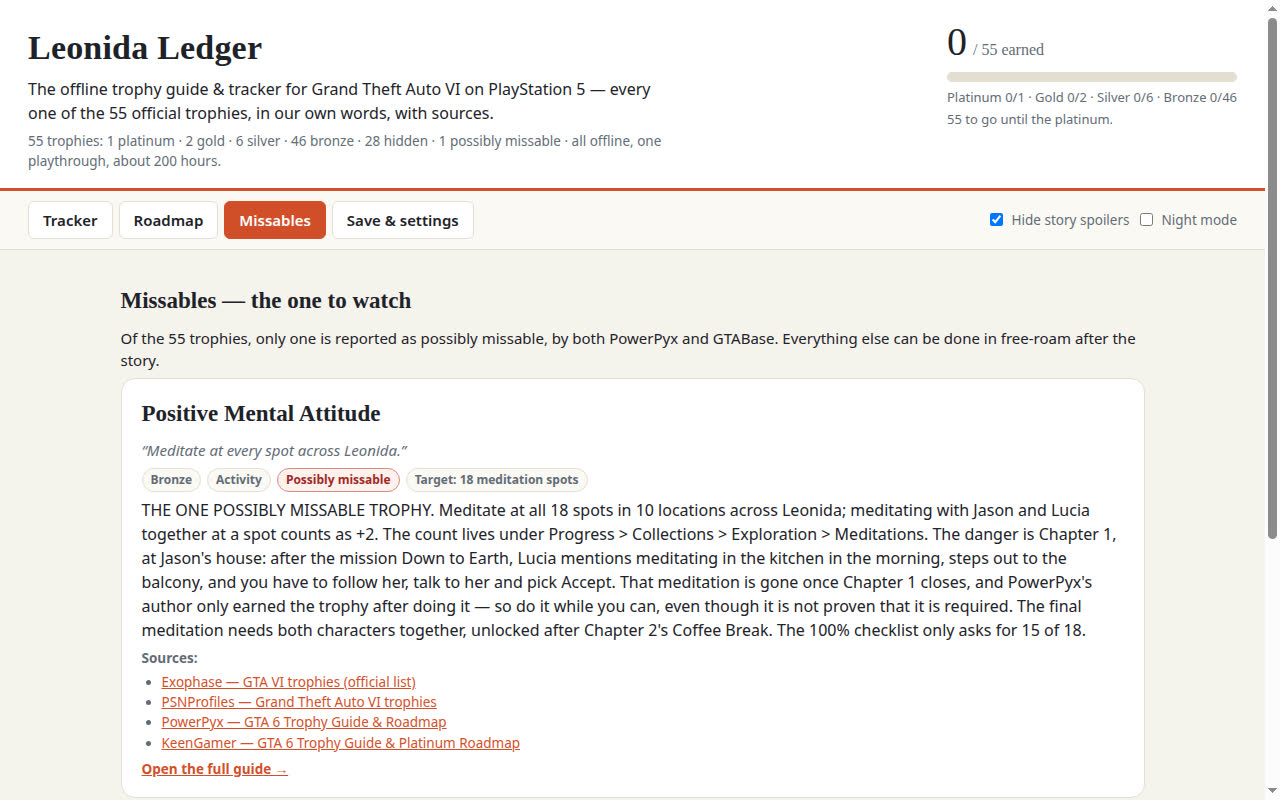 Leonida Ledger
The offline trophy guide & tracker for Grand Theft Auto VI on PlayStation 5 — every
one of the 55 official trophies, in our own words, with sources.
55 trophies: 1 platinum · 2 gold · 6 silver · 46 bronze · 28 hidden · 1 possibly missable · all offline, one
playthrough, about 200 hours.
0 / 55 earned
Platinum 0/1 · Gold 0/2 · Silver 0/6 · Bronze 0/46
55 to go until the platinum.
Tracker Roadmap Missables Save & settings Hide story spoilers Night mode
Missables — the one to watch
Of the 55 trophies, only one is reported as possibly missable, by both PowerPyx and GTABase. Everything else can be done in free-roam after the
story.
Positive Mental Attitude
“Meditate at every spot across Leonida.”
Bronze Activity Possibly missable Target: 18 meditation spots
THE ONE POSSIBLY MISSABLE TROPHY. Meditate at all 18 spots in 10 locations across Leonida; meditating with Jason and Lucia
together at a spot counts as +2. The count lives under Progress > Collections > Exploration > Meditations. The danger is Chapter 1,
at Jason's house: after the mission Down to Earth, Lucia mentions meditating in the kitchen in the morning, steps out to the
balcony, and you have to follow her, talk to her and pick Accept. That meditation is gone once Chapter 1 closes, and PowerPyx's
author only earned the trophy after doing it — so do it while you can, even though it is not proven that it is required. The final
meditation needs both characters together, unlocked after Chapter 2's Coffee Break. The 100% checklist only asks for 15 of 18.
Sources:
• Exophase — GTA VI trophies (official list)
• PSNProfiles — Grand Theft Auto VI trophies
• PowerPyx — GTA 6 Trophy Guide & Roadmap
• KeenGamer — GTA 6 Trophy Guide & Platinum Roadmap
Open the full guide →